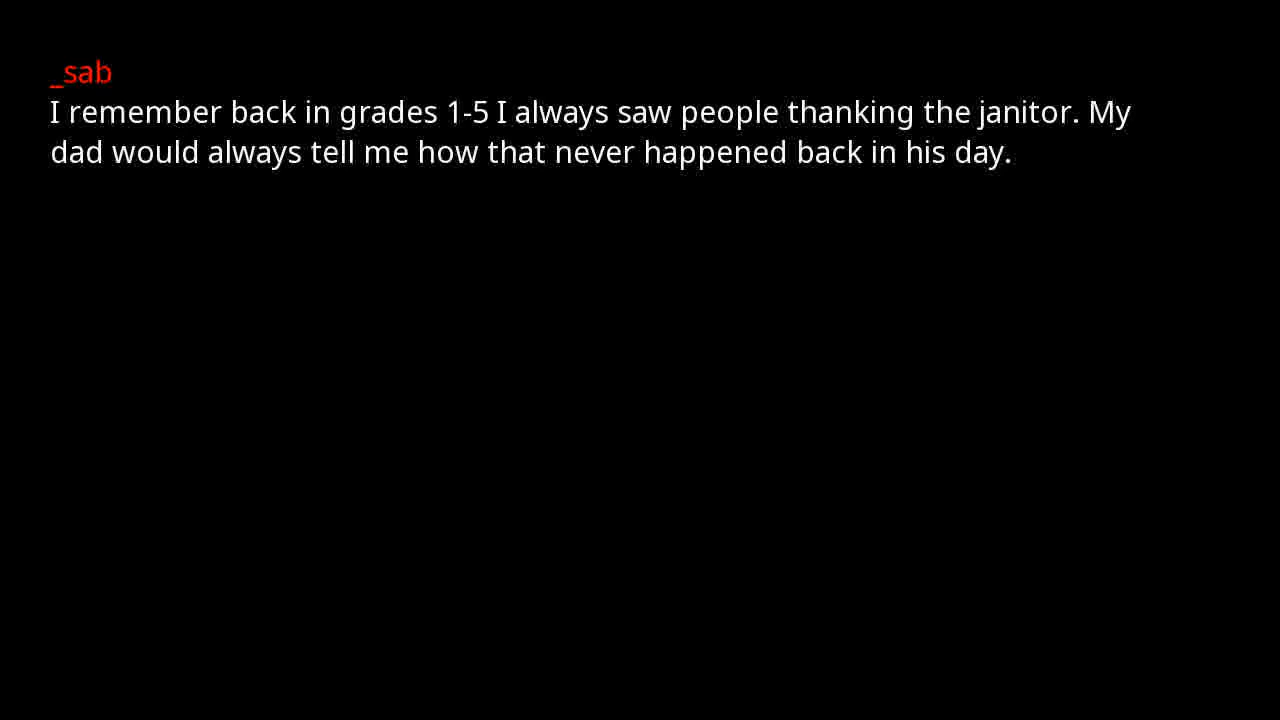 _sab
I remember back in grades 1-5 I always saw people thanking the janitor. My
dad would always tell me how that never happened back in his day.